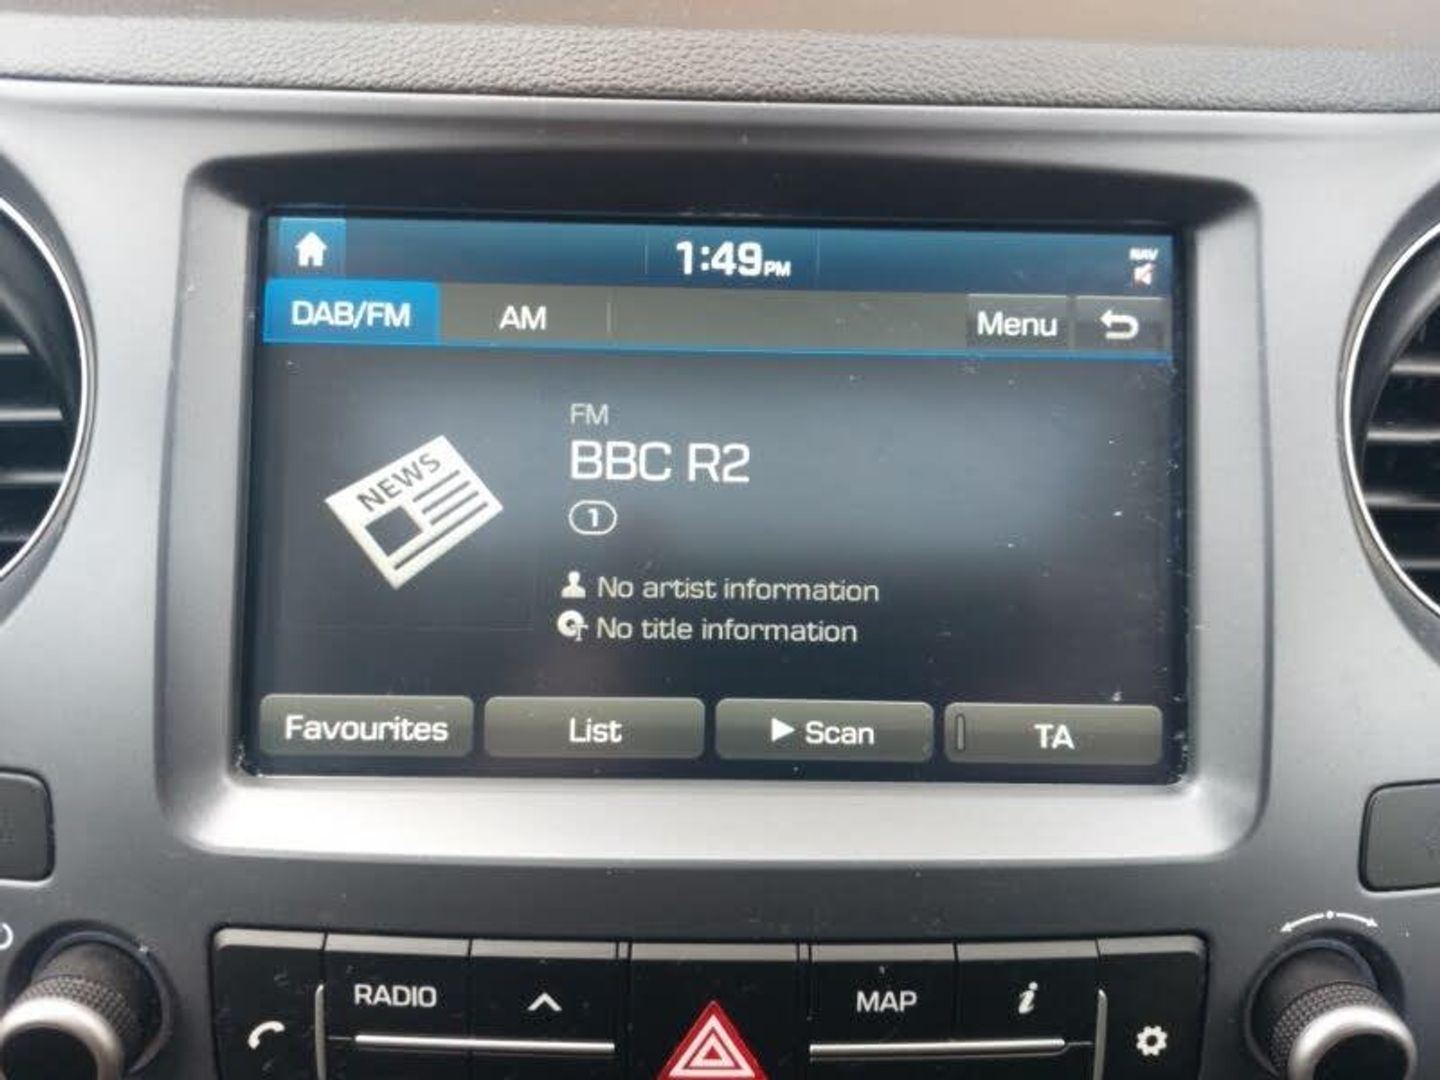 1:49PM
NAV
DAB/FM
AM
Menu
FM
BBC R2
1
NEWS
No artist information
No title information
Favourites
List
Scan
TA
RADIO
MAP
i